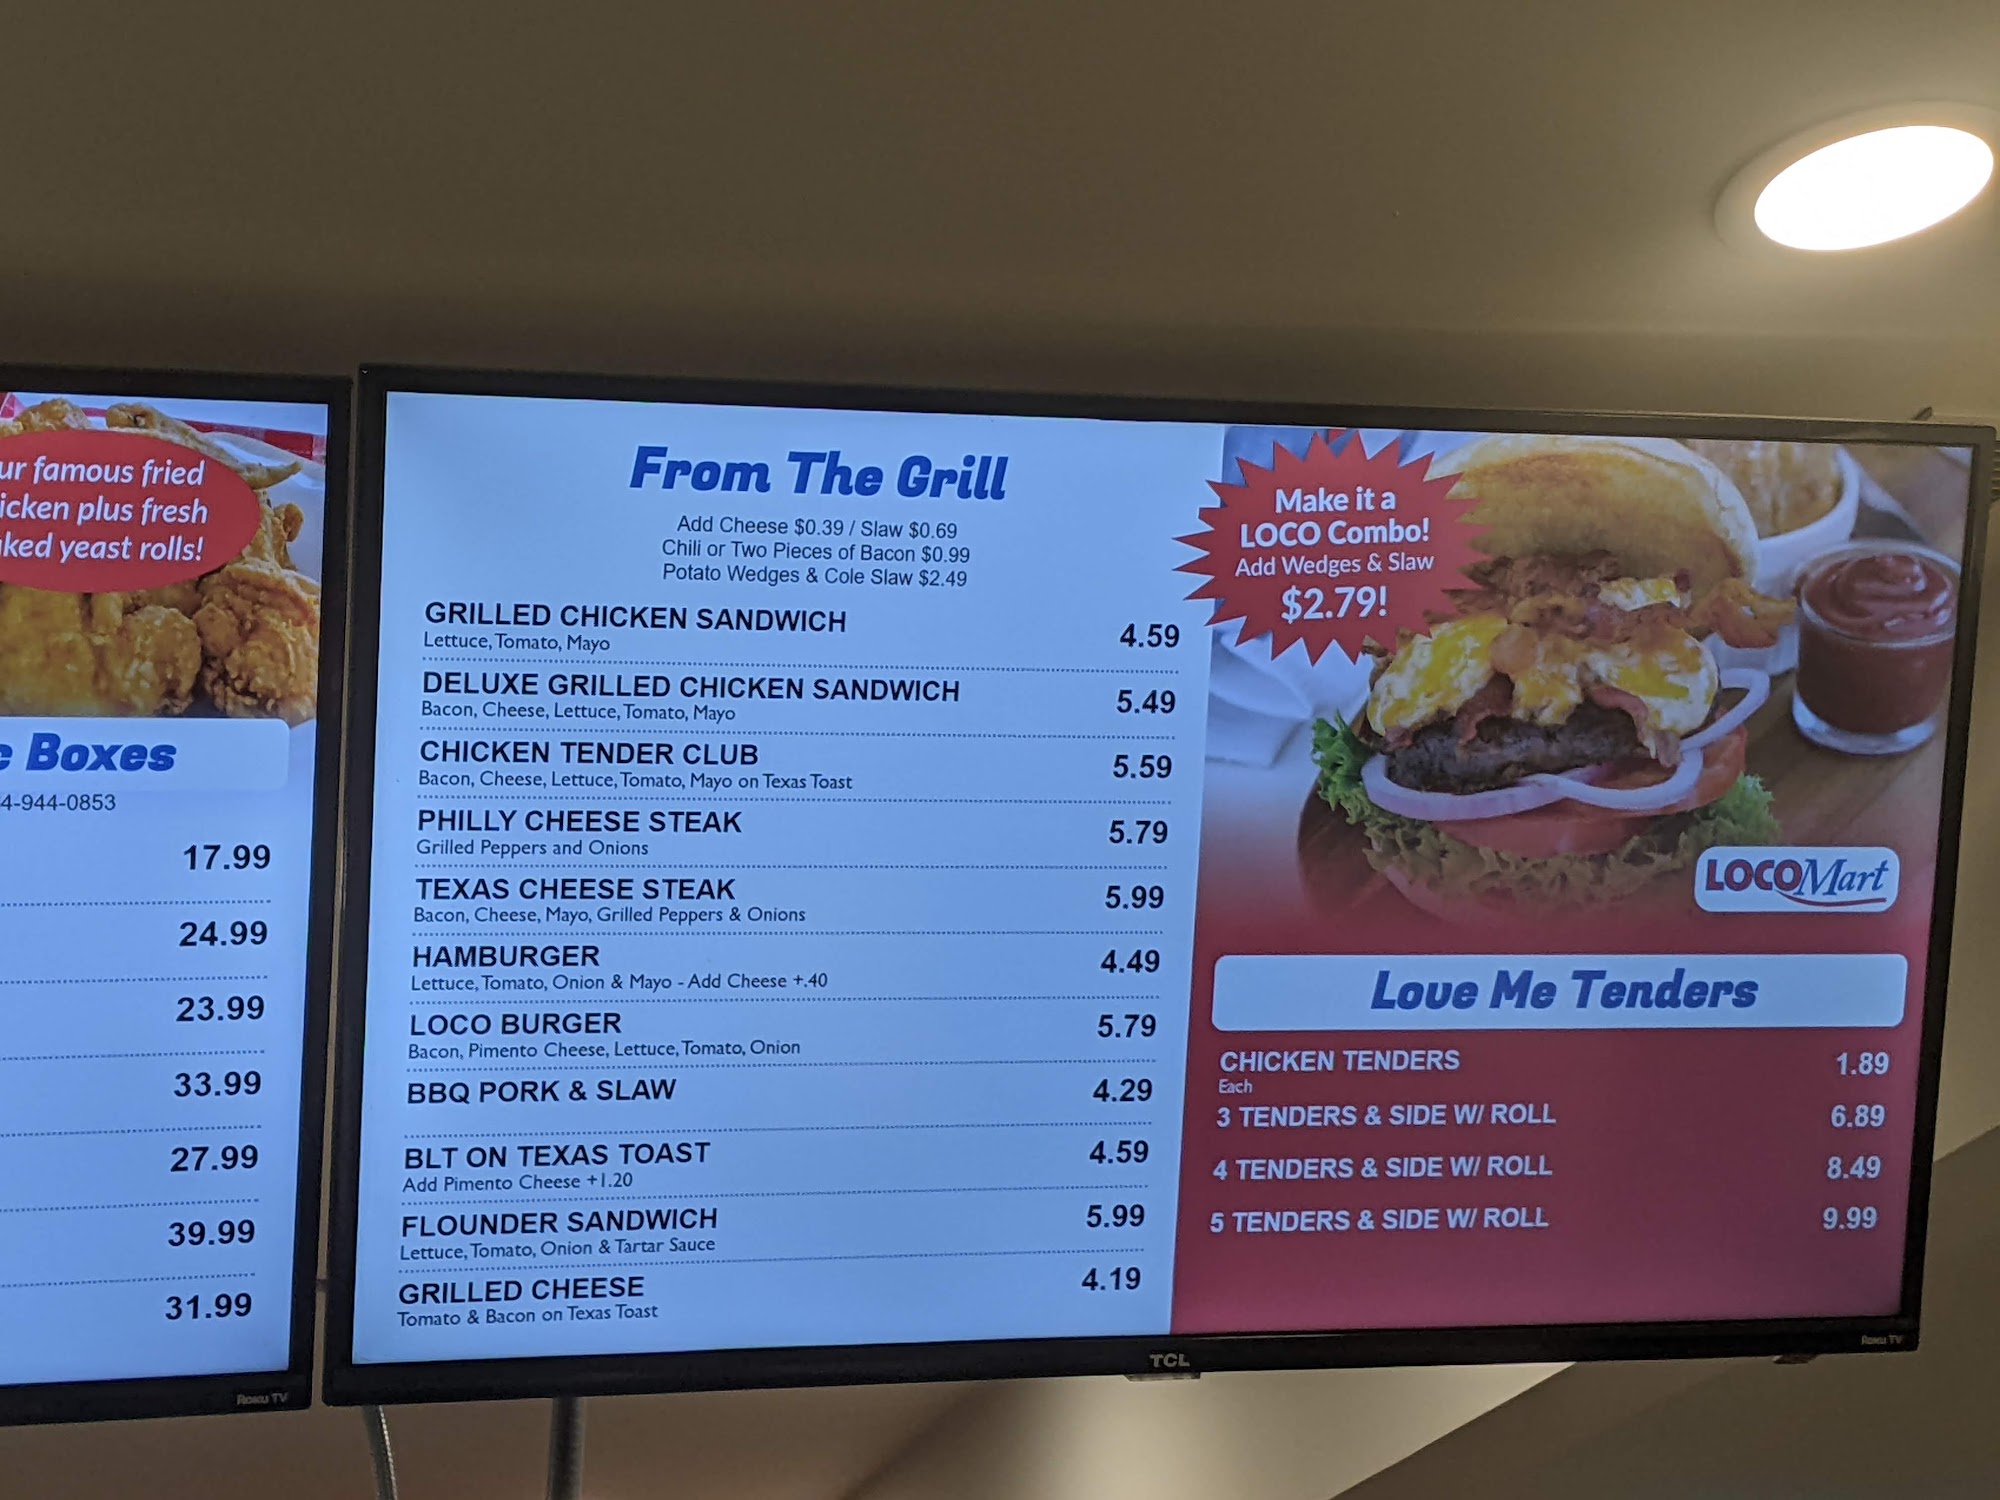 ur famous fried
icken plus fresh
ked yeast rolls!
Boxes
4-944-0853
17.99
24.99
23.99
33.99
27.99
39.99
31.99
Roku TV
From The Grill
Add Cheese $0.39 / Slaw $0.69
Chili or Two Pieces of Bacon $0.99
Potato Wedges & Cole Slaw $2.49
GRILLED CHICKEN SANDWICH 4.59
Lettuce, Tomato, Mayo
DELUXE GRILLED CHICKEN SANDWICH 5.49
Bacon, Cheese, Lettuce, Tomato, Mayo
CHICKEN TENDER CLUB 5.59
Bacon, Cheese, Lettuce, Tomato, Mayo on Texas Toast
PHILLY CHEESE STEAK 5.79
Grilled Peppers and Onions
TEXAS CHEESE STEAK 5.99
Bacon, Cheese, Mayo, Grilled Peppers & Onions
HAMBURGER 4.49
Lettuce, Tomato, Onion & Mayo - Add Cheese +.40
LOCO BURGER 5.79
Bacon, Pimento Cheese, Lettuce, Tomato, Onion
BBQ PORK & SLAW 4.29
BLT ON TEXAS TOAST 4.59
Add Pimento Cheese +1.20
FLOUNDER SANDWICH 5.99
Lettuce, Tomato, Onion & Tartar Sauce
GRILLED CHEESE 4.19
Tomato & Bacon on Texas Toast
Make it a
LOCO Combo!
Add Wedges & Slaw
$2.79!
LOCOMart
Love Me Tenders
CHICKEN TENDERS 1.89
Each
3 TENDERS & SIDE W/ ROLL 6.89
4 TENDERS & SIDE W/ ROLL 8.49
5 TENDERS & SIDE W/ ROLL 9.99
TCL
Roku TV